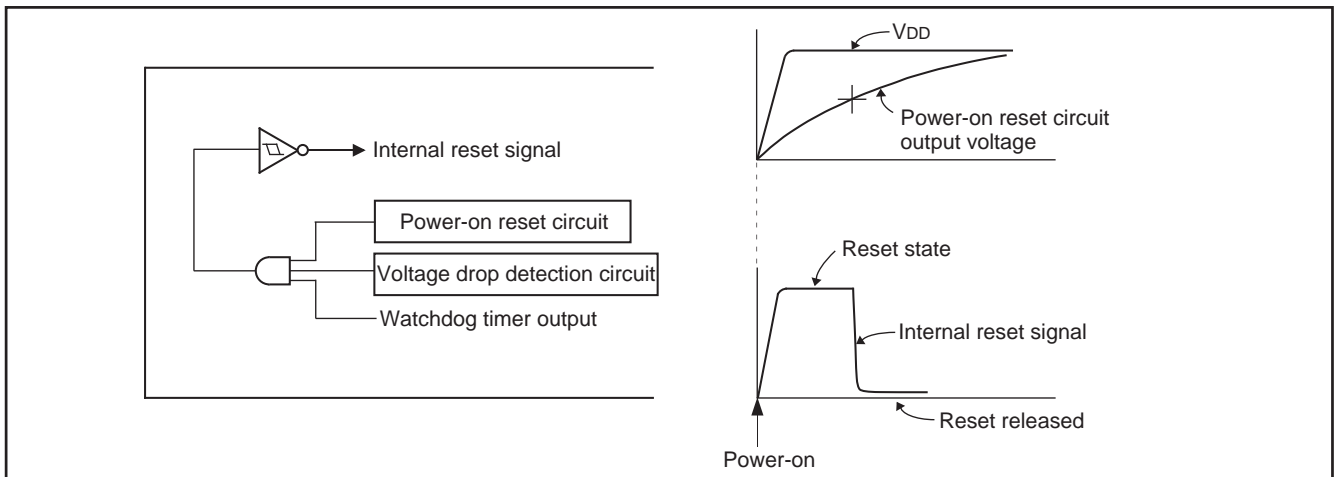 Internal reset signal
Power-on reset circuit
Voltage drop detection circuit
Watchdog timer output
VDD
Power-on reset circuit
output voltage
Reset state
Internal reset signal
Reset released
Power-on